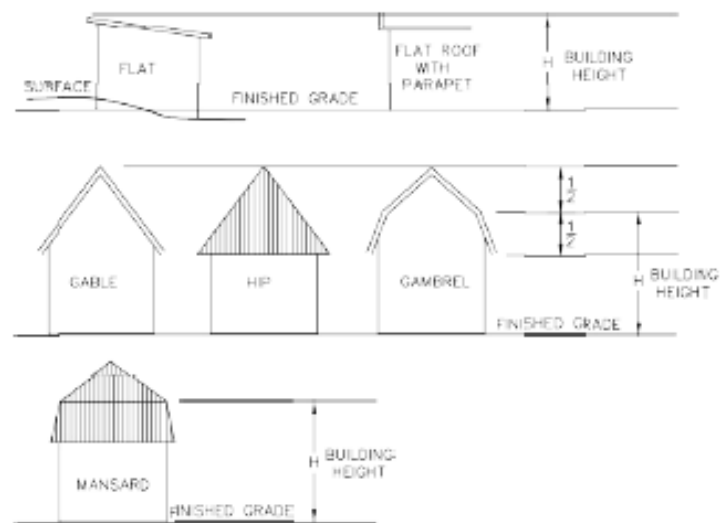 FLAT
SURFACE
FINISHED GRADE
FLAT ROOF
WITH
PARAPET
H
BUILDING
HEIGHT
GABLE
HIP
GAMBREL
1/2
1/2
H
BUILDING
HEIGHT
FINISHED GRADE
MANSARD
H
BUILDING
HEIGHT
FINISHED GRADE